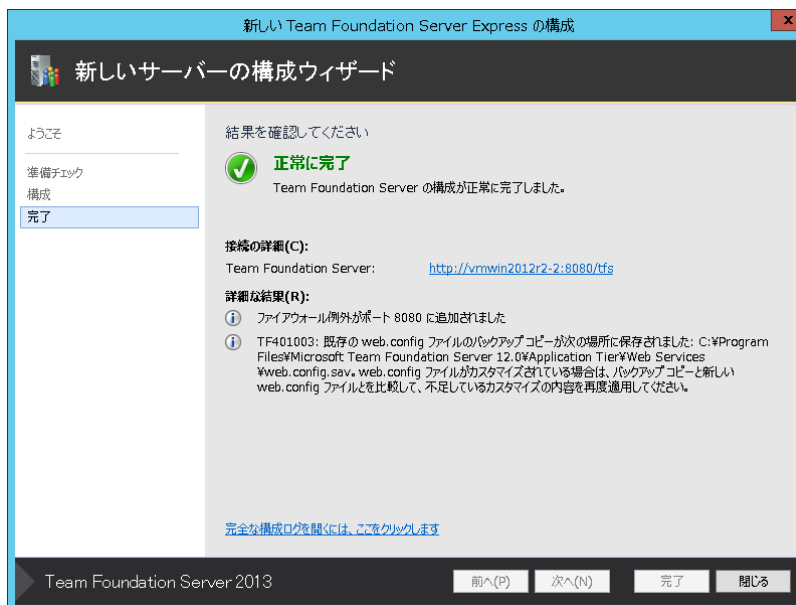 新しい Team Foundation Server Express の構成
x
新しいサーバーの構成ウィザード
ようこそ
準備チェック
構成
完了
結果を確認してください
正常に完了
Team Foundation Server の構成が正常に完了しました。
接続の詳細(C):
Team Foundation Server: http://vmwin2012r2-2:8080/tfs
詳細な結果(R):
ファイアウォール例外がポート 8080 に追加されました
TF401003: 既存の web.config ファイルのバックアップ コピーが次の場所に保存されました: C:¥Program
Files¥Microsoft Team Foundation Server 12.0¥Application Tier¥Web Services
¥web.config.sav。web.config ファイルがカスタマイズされている場合は、バックアップ コピーと新しい
web.config ファイルとを比較して、不足しているカスタマイズの内容を再度適用してください。
完全な構成ログを開くには、ここをクリックします
Team Foundation Server 2013
前へ(P) 次へ(N) 完了 閉じる